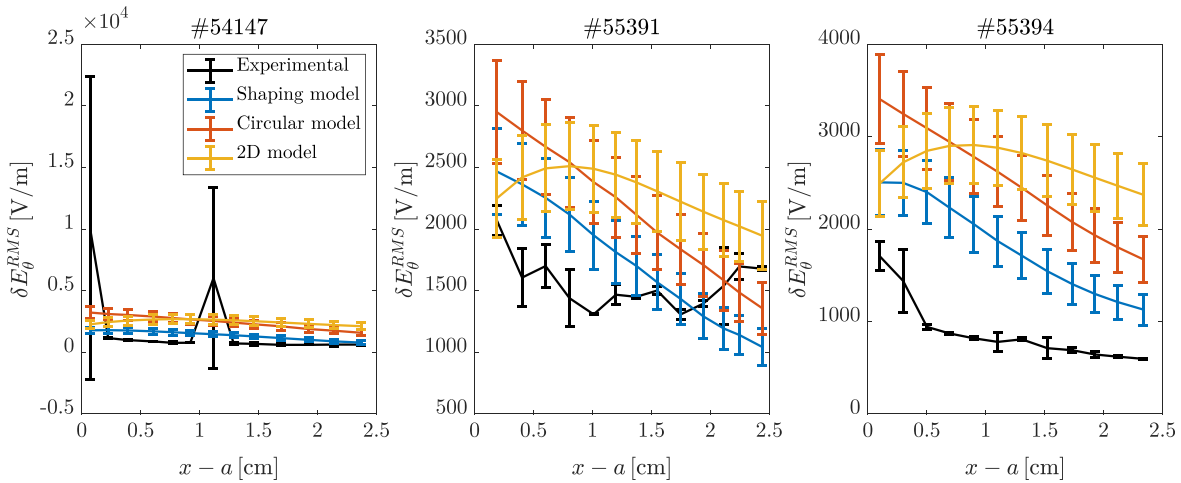 ×10⁴
#54147
2.5
2
1.5
1
0.5
0
-0.5
δE_θ^{RMS} [V/m]
Experimental
Shaping model
Circular model
2D model
0 0.5 1 1.5 2 2.5
x − a [cm]
#55391
3500
3000
2500
2000
1500
1000
500
δE_θ^{RMS} [V/m]
0 0.5 1 1.5 2 2.5
x − a [cm]
#55394
4000
3000
2000
1000
0
δE_θ^{RMS} [V/m]
0 0.5 1 1.5 2 2.5
x − a [cm]